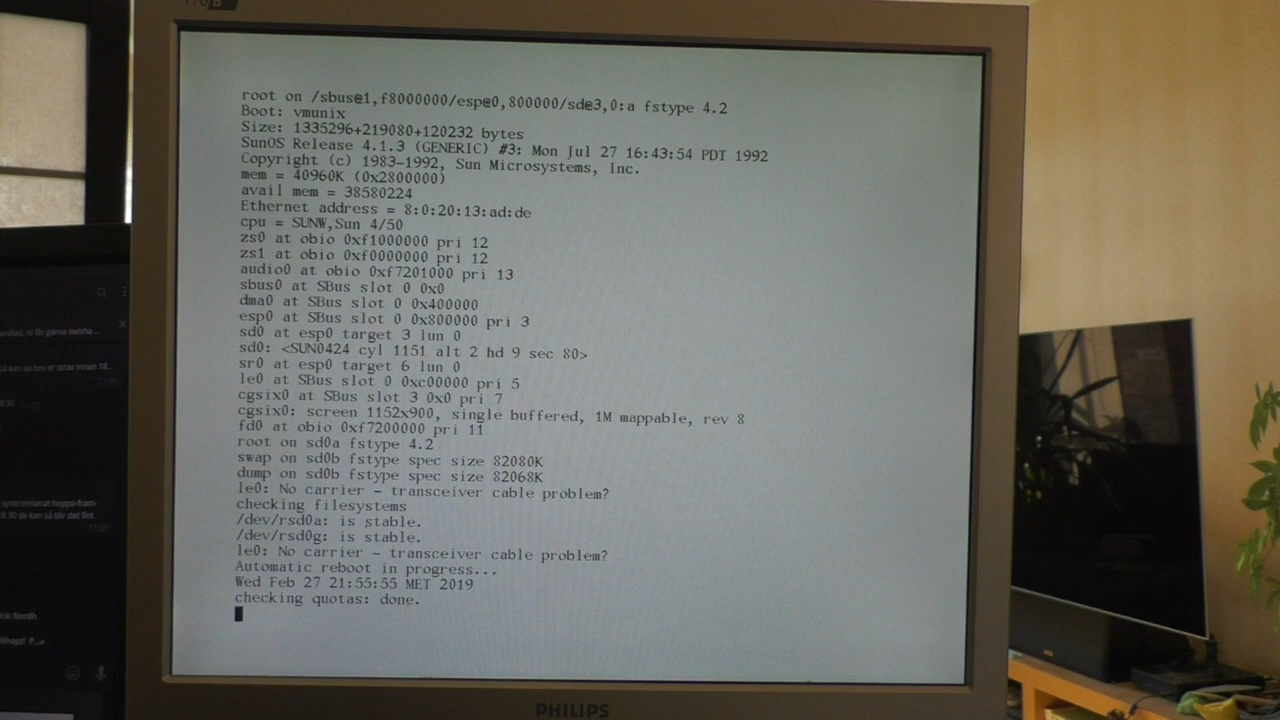 170 B
root on /sbus@1,f8000000/esp@0,800000/sd@3,0:a fstype 4.2
Boot: vmunix
Size: 1335296+219080+120232 bytes
SunOS Release 4.1.3 (GENERIC) #3: Mon Jul 27 16:43:54 PDT 1992
Copyright (c) 1983-1992, Sun Microsystems, Inc.
mem = 40960K (0x2800000)
avail mem = 38580224
Ethernet address = 8:0:20:13:ad:de
cpu = SUNW,Sun 4/50
zs0 at obio 0xf1000000 pri 12
zs1 at obio 0xf0000000 pri 12
audio0 at obio 0xf7201000 pri 13
sbus0 at SBus slot 0 0x0
dma0 at SBus slot 0 0x400000
esp0 at SBus slot 0 0x800000 pri 3
sd0 at esp0 target 3 lun 0
sd0: <SUN0424 cyl 1151 alt 2 hd 9 sec 80>
sr0 at esp0 target 6 lun 0
le0 at SBus slot 0 0xc00000 pri 5
cgsix0 at SBus slot 3 0x0 pri 7
cgsix0: screen 1152x900, single buffered, 1M mappable, rev 8
fd0 at obio 0xf7200000 pri 11
root on sd0a fstype 4.2
swap on sd0b fstype spec size 82080K
dump on sd0b fstype spec size 82068K
le0: No carrier - transceiver cable problem?
checking filesystems
/dev/rsd0a: is stable.
/dev/rsd0g: is stable.
le0: No carrier - transceiver cable problem?
Automatic reboot in progress...
Wed Feb 27 21:55:55 MET 2019
checking quotas: done.
PHILIPS